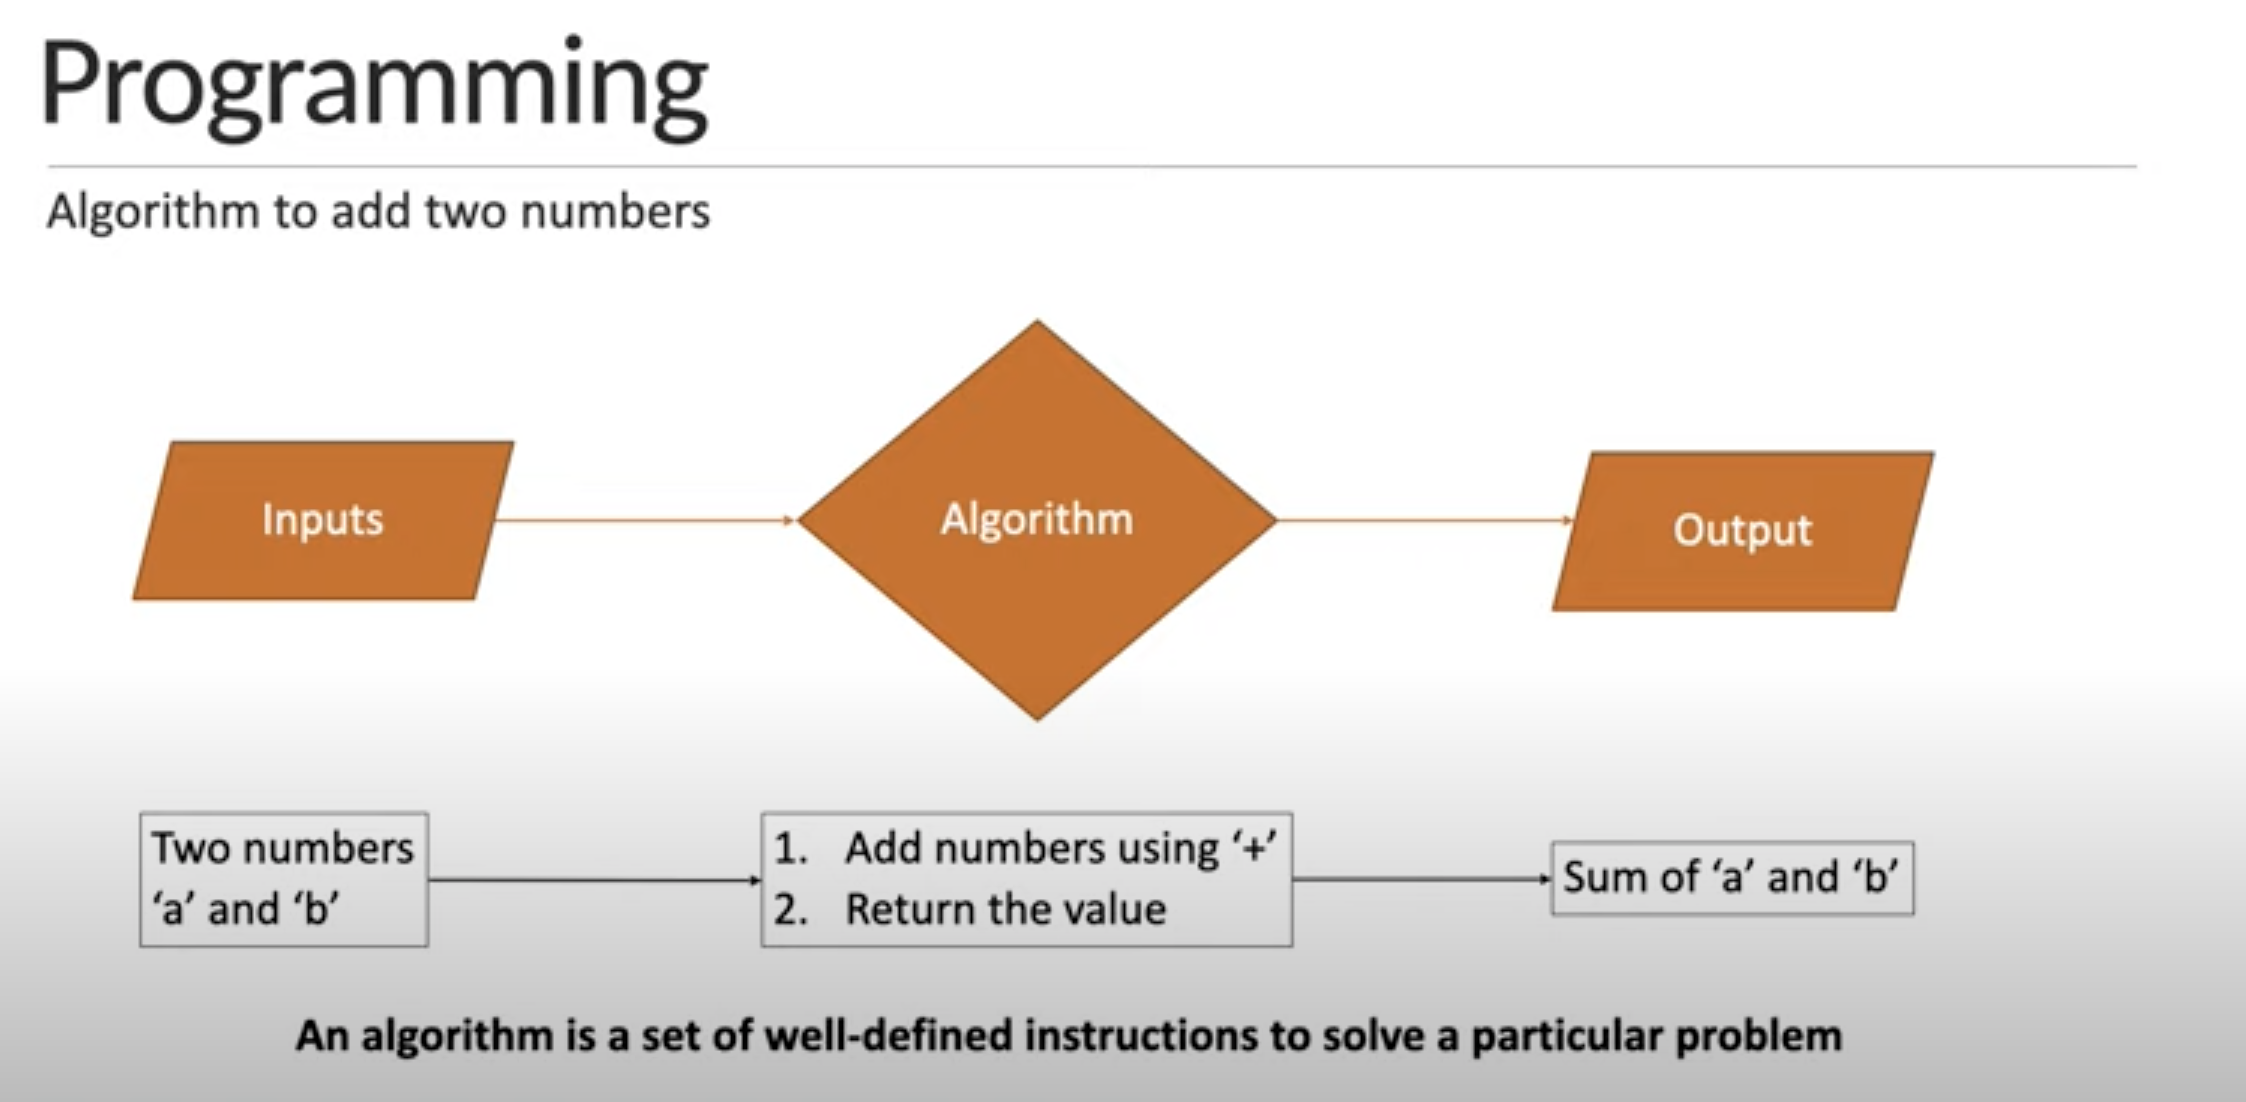 Programming
Algorithm to add two numbers
Inputs
Algorithm
Output
Two numbers
‘a’ and ‘b’
1. Add numbers using ‘+’
2. Return the value
Sum of ‘a’ and ‘b’
An algorithm is a set of well-defined instructions to solve a particular problem